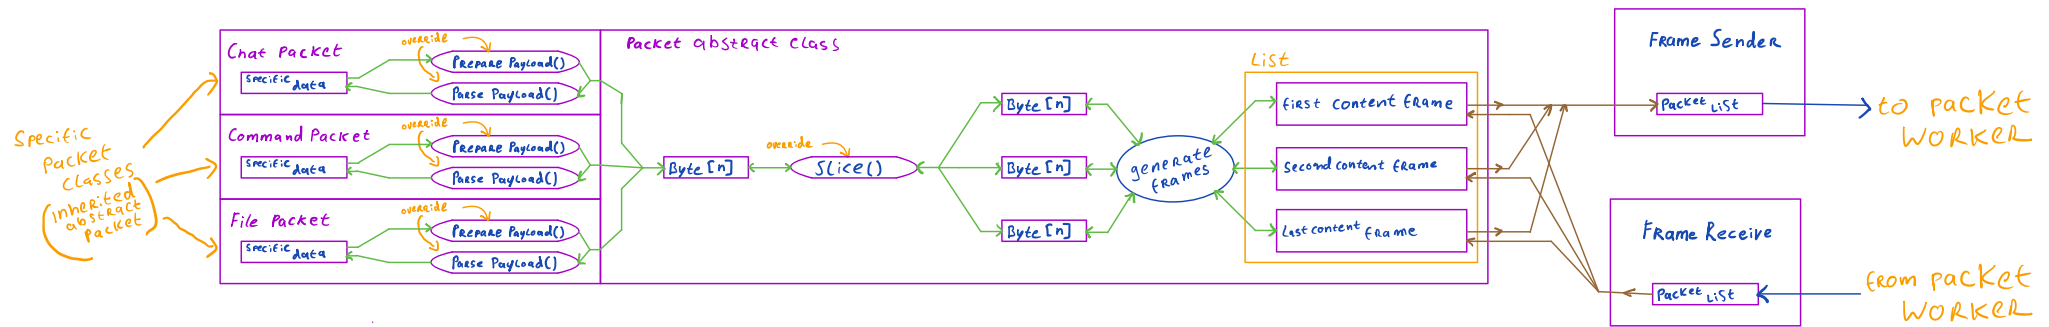 Specific
Packet
Classes
(inherited
abstract
packet)
Chat Packet
Specific data
override
Prepare Payload()
Parse Payload()
Command Packet
Specific data
override
Prepare Payload()
Parse Payload()
File Packet
Specific data
override
Prepare Payload()
Parse Payload()
Packet abstract class
Byte [n]
override
Slice()
Byte [n]
Byte [n]
Byte [n]
generate
frames
List
first content frame
Second content frame
Last content frame
Frame Sender
Packet List
to packet
worker
Frame Receive
Packet List
from packet
worker